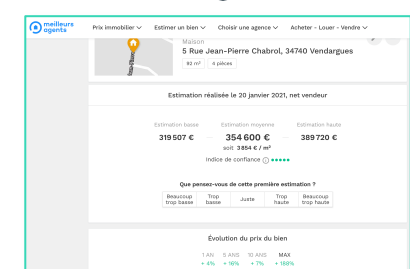 meilleurs agents
Prix immobilier Estimer un bien Choisir une agence Acheter - Louer - Vendre
Maison
5 Rue Jean-Pierre Chabrol, 34740 Vendargues
92 m² 4 pièces
Estimation réalisée le 20 janvier 2021, net vendeur
Estimation basse Estimation moyenne Estimation haute
319 507 € 354 600 € 389 720 €
soit 3 854 € / m²
Indice de confiance
Que pensez-vous de cette première estimation ?
Beaucoup trop basse Trop basse Juste Trop haute Beaucoup trop haute
Évolution du prix du bien
1 AN 5 ANS 10 ANS MAX
+ 4% + 16% + 7% + 188%